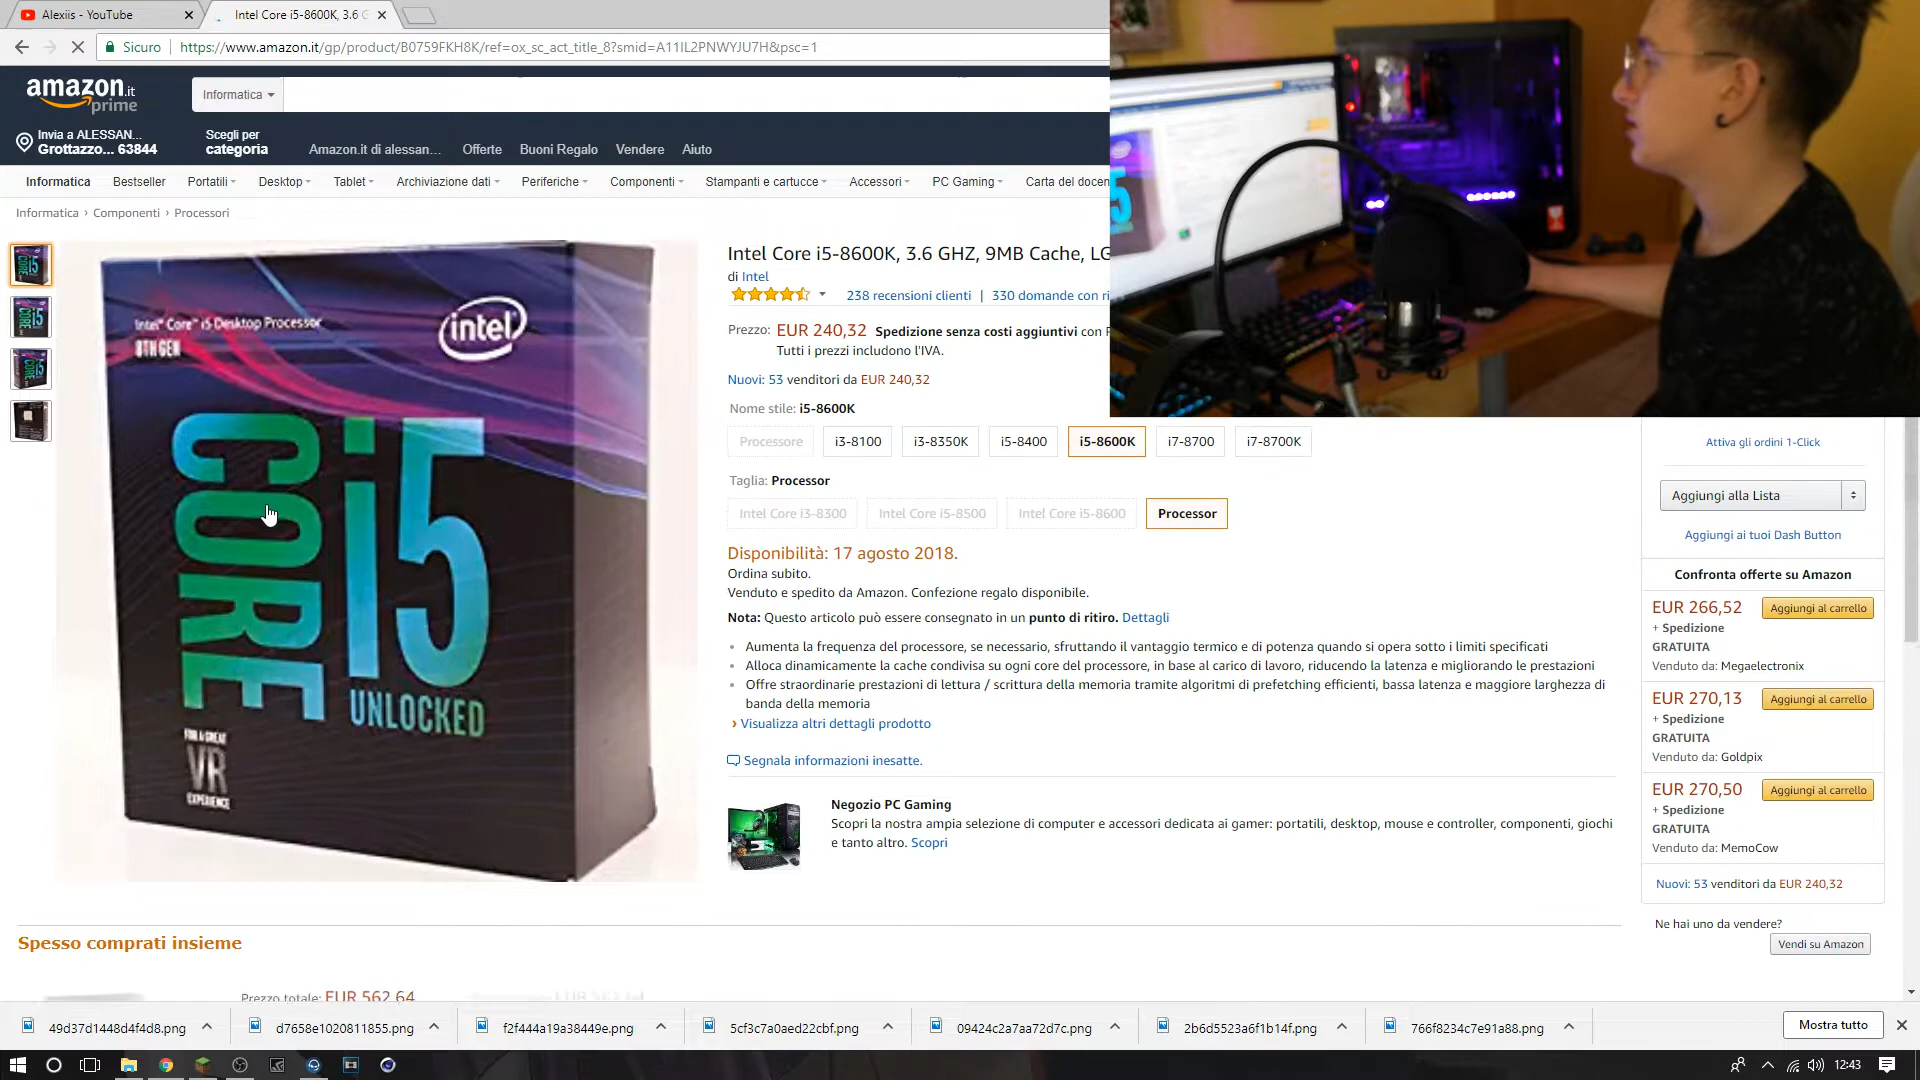 Alexiis - YouTube
Intel Core i5-8600K, 3.6 G
Sicuro
https://www.amazon.it/gp/product/B0759FKH8K/ref=ox_sc_act_title_8?smid=A11IL2PNWYJU7H&psc=1
amazon.it
prime
Informatica
Invia a ALESSAN...
Grottazzo... 63844
Scegli per
categoria
Amazon.it di alessan...
Offerte
Buoni Regalo
Vendere
Aiuto
Informatica
Bestseller
Portatili
Desktop
Tablet
Archiviazione dati
Periferiche
Componenti
Stampanti e cartucce
Accessori
PC Gaming
Carta del docen
Informatica › Componenti › Processori
Intel® Core™ i5 Desktop Processor
8TH GEN
intel
CORE i5
UNLOCKED
FOR A GREAT
VR
EXPERIENCE
Intel Core i5-8600K, 3.6 GHZ, 9MB Cache, LG
di Intel
238 recensioni clienti | 330 domande con ri
Prezzo: EUR 240,32 Spedizione senza costi aggiuntivi con
Tutti i prezzi includono l'IVA.
Nuovi: 53 venditori da EUR 240,32
Nome stile: i5-8600K
Processore
i3-8100
i3-8350K
i5-8400
i5-8600K
i7-8700
i7-8700K
Taglia: Processor
Intel Core i3-8300
Intel Core i5-8500
Intel Core i5-8600
Processor
Disponibilità: 17 agosto 2018.
Ordina subito.
Venduto e spedito da Amazon. Confezione regalo disponibile.
Nota: Questo articolo può essere consegnato in un punto di ritiro. Dettagli
Aumenta la frequenza del processore, se necessario, sfruttando il vantaggio termico e di potenza quando si opera sotto i limiti specificati
Alloca dinamicamente la cache condivisa su ogni core del processore, in base al carico di lavoro, riducendo la latenza e migliorando le prestazioni
Offre straordinarie prestazioni di lettura / scrittura della memoria tramite algoritmi di prefetching efficienti, bassa latenza e maggiore larghezza di
banda della memoria
› Visualizza altri dettagli prodotto
Segnala informazioni inesatte.
Negozio PC Gaming
Scopri la nostra ampia selezione di computer e accessori dedicata ai gamer: portatili, desktop, mouse e controller, componenti, giochi
e tanto altro. Scopri
Attiva gli ordini 1-Click
Aggiungi alla Lista
Aggiungi ai tuoi Dash Button
Confronta offerte su Amazon
EUR 266,52
Aggiungi al carrello
+ Spedizione
GRATUITA
Venduto da: Megaelectronix
EUR 270,13
Aggiungi al carrello
+ Spedizione
GRATUITA
Venduto da: Goldpix
EUR 270,50
Aggiungi al carrello
+ Spedizione
GRATUITA
Venduto da: MemoCow
Nuovi: 53 venditori da EUR 240,32
Ne hai uno da vendere?
Vendi su Amazon
Spesso comprati insieme
Prezzo totale: EUR 562,64
49d37d1448d4f4d8.png
d7658e1020811855.png
f2f444a19a38449e.png
5cf3c7a0aed22cbf.png
09424c2a7aa72d7c.png
2b6d5523a6f1b14f.png
766f8234c7e91a88.png
Mostra tutto
12:43